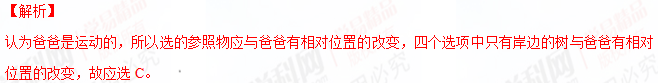 【解析】
认为爸爸是运动的，所以选的参照物应与爸爸有相对位置的改变，四个选项中只有岸边的树与爸爸有相对
位置的改变，故应选 C。